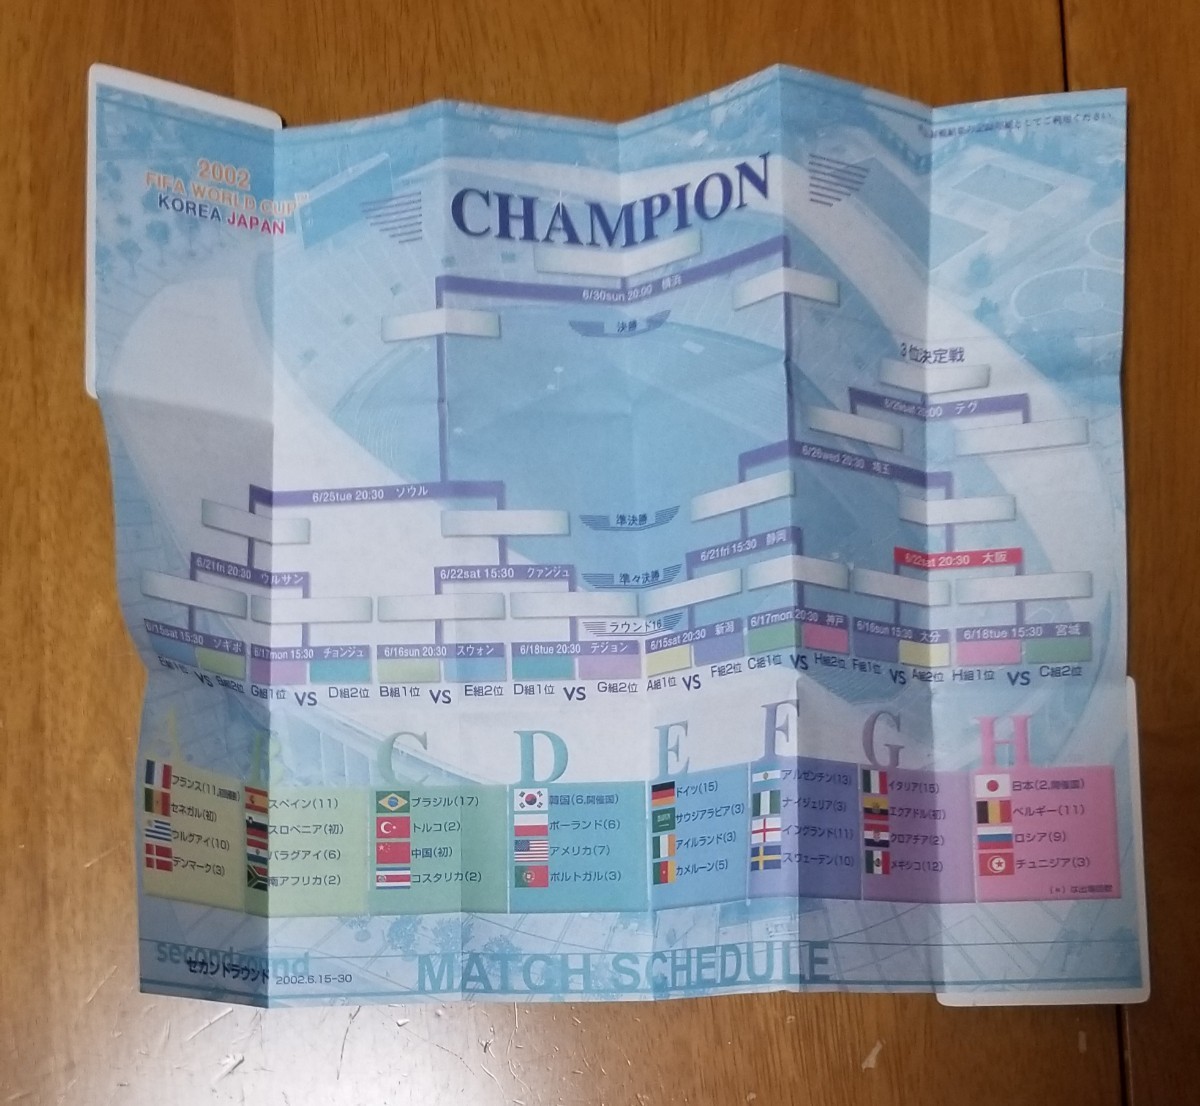 2002
FIFA WORLD CUP™
KOREA JAPAN
CHAMPION
6/30sun 20:00 横浜
決勝
3位決定戦
6/29sat 20:00 テグ
6/26wed 20:30 埼玉
6/25tue 20:30 ソウル
準決勝
6/21fri 15:30 静岡
6/22sat 20:30 大阪
6/21fri 20:30 ウルサン
6/22sat 15:30 クァンジュ
準々決勝
ラウンド16
6/15sat 15:30 ソギポ
6/17mon 15:30 チョンジュ
6/16sun 20:30 スウォン
6/18tue 20:30 テジョン
6/15sat 20:30 新潟
6/17mon 20:30 神戸
6/16sun 15:30 大分
6/18tue 15:30 宮城
E組1位 VS B組2位
G組1位 VS D組2位
B組1位 VS E組2位
D組1位 VS G組2位
A組1位 VS F組2位
C組1位 VS H組2位
F組1位 VS A組2位
H組1位 VS C組2位
A
セネガル(初)
ウルグアイ(10)
デンマーク(3)
B
スペイン(11)
スロベニア(初)
パラグアイ(6)
南アフリカ(2)
C
ブラジル(17)
トルコ(2)
中国(初)
コスタリカ(2)
D
韓国(6,開催国)
ポーランド(6)
アメリカ(7)
ポルトガル(3)
E
ドイツ(15)
サウジアラビア(3)
アイルランド(3)
カメルーン(5)
F
アルゼンチン(13)
ナイジェリア(3)
イングランド(11)
スウェーデン(10)
G
イタリア(15)
エクアドル(初)
クロアチア(2)
メキシコ(12)
H
日本(2,開催国)
ベルギー(11)
ロシア(9)
チュニジア(3)
(*)は出場回数
second round
セカンドラウンド 2002.6.15-30
MATCH SCHEDULE